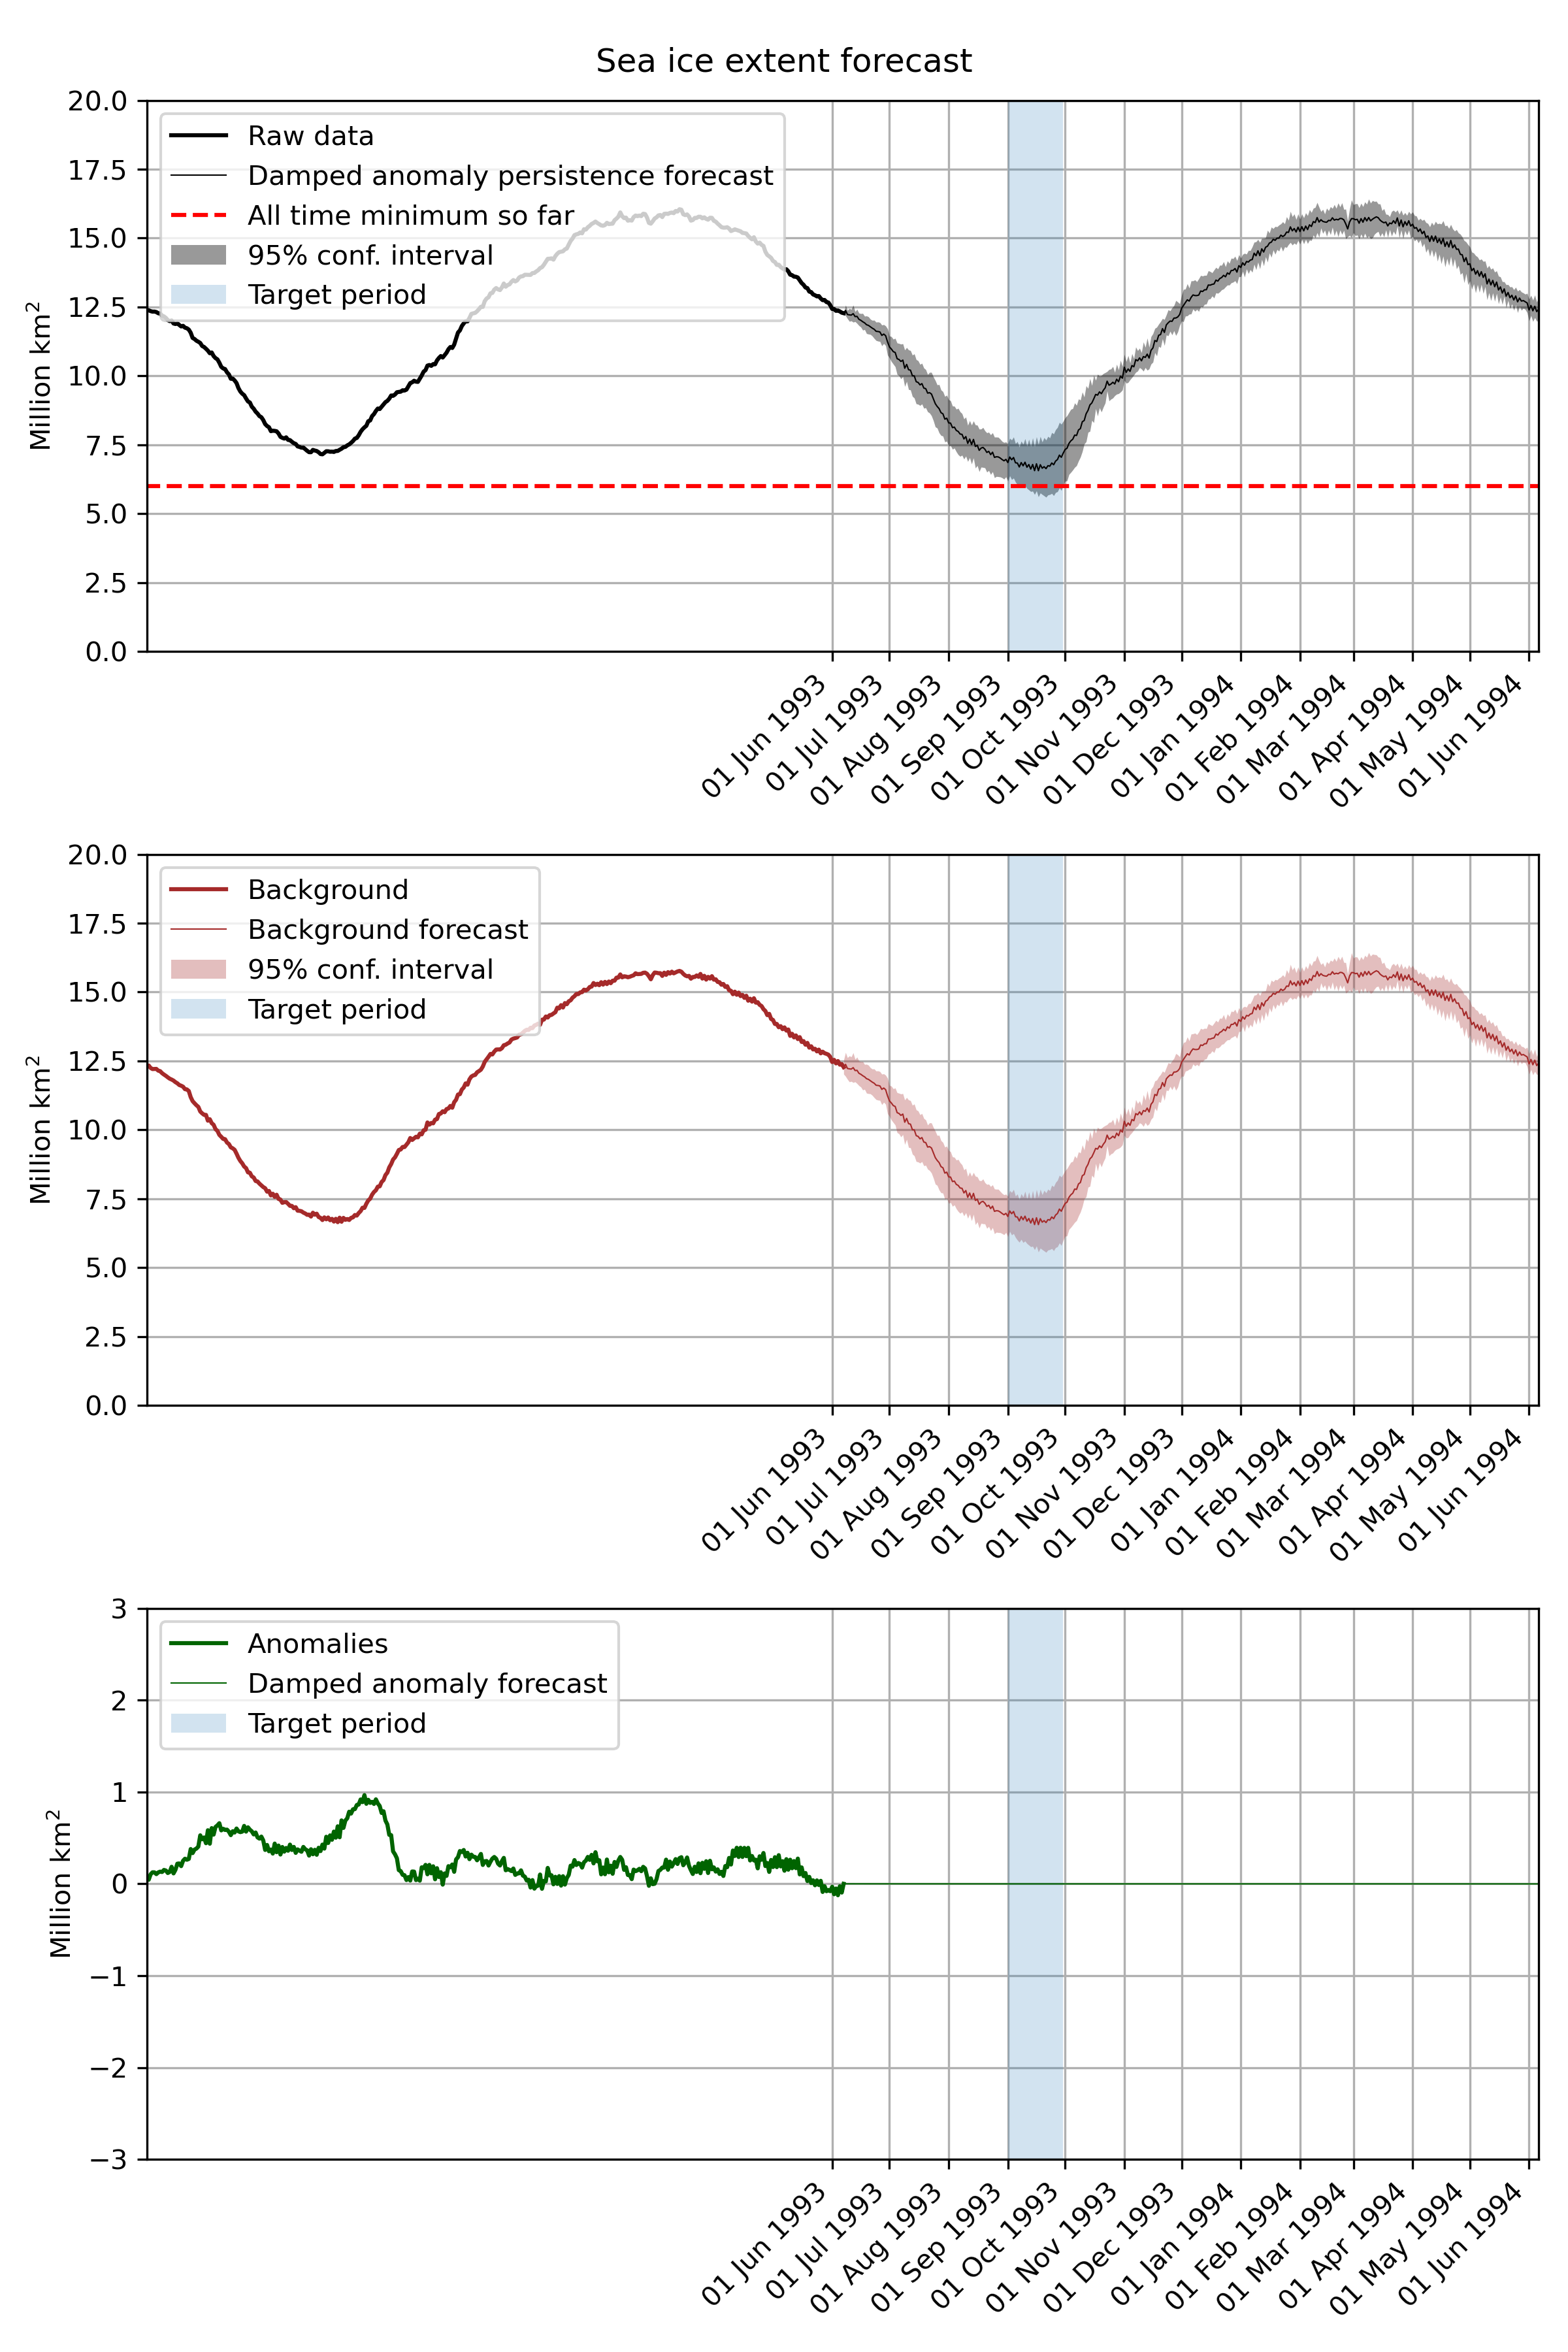 Sea ice extent forecast
20.0
17.5
15.0
12.5
10.0
7.5
5.0
2.5
0.0
Million km²
Raw data
Damped anomaly persistence forecast
All time minimum so far
95% conf. interval
Target period
01 Jun 1993
01 Jul 1993
01 Aug 1993
01 Sep 1993
01 Oct 1993
01 Nov 1993
01 Dec 1993
01 Jan 1994
01 Feb 1994
01 Mar 1994
01 Apr 1994
01 May 1994
01 Jun 1994
20.0
17.5
15.0
12.5
10.0
7.5
5.0
2.5
0.0
Million km²
Background
Background forecast
95% conf. interval
Target period
01 Jun 1993
01 Jul 1993
01 Aug 1993
01 Sep 1993
01 Oct 1993
01 Nov 1993
01 Dec 1993
01 Jan 1994
01 Feb 1994
01 Mar 1994
01 Apr 1994
01 May 1994
01 Jun 1994
3
2
1
0
−1
−2
−3
Million km²
Anomalies
Damped anomaly forecast
Target period
01 Jun 1993
01 Jul 1993
01 Aug 1993
01 Sep 1993
01 Oct 1993
01 Nov 1993
01 Dec 1993
01 Jan 1994
01 Feb 1994
01 Mar 1994
01 Apr 1994
01 May 1994
01 Jun 1994